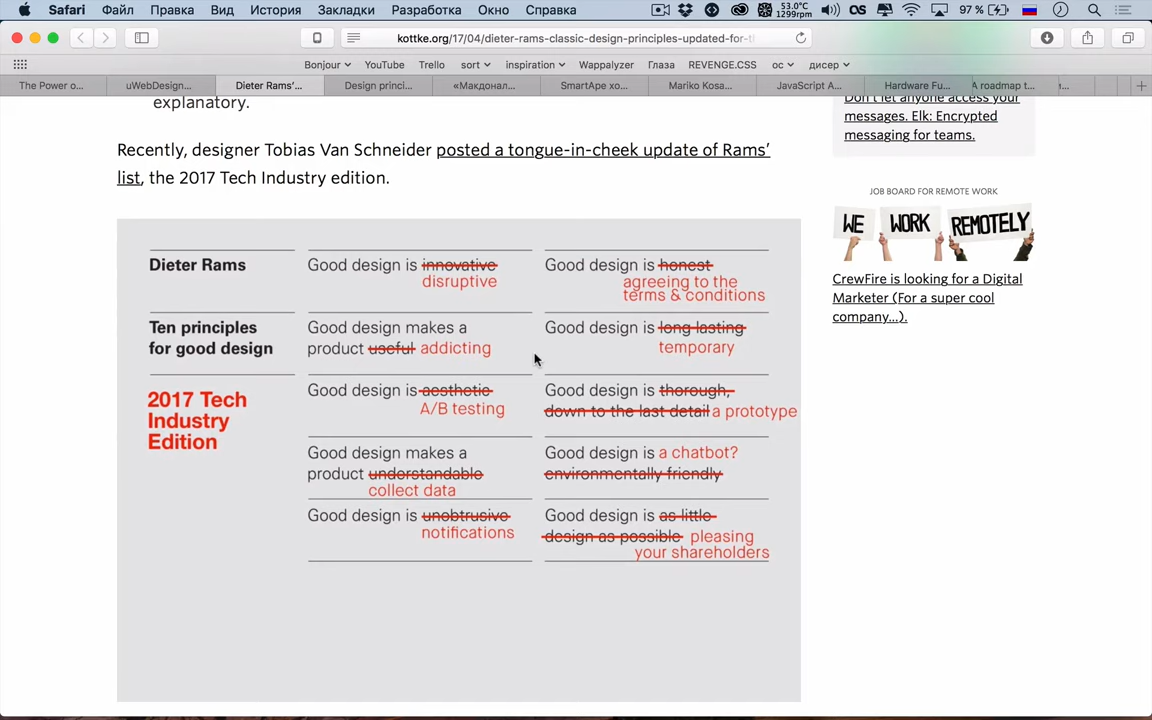 Safari Файл Правка Вид История Закладки Разработка Окно Справка 53.0°C 1299rpm 97 %
kottke.org/17/04/dieter-rams-classic-design-principles-updated-for-t
Bonjour YouTube Trello sort inspiration Wappalyzer Глаза REVENGE.CSS ос дисер
The Power o... uWebDesign... Dieter Rams'... Design princi... «Макдонал... SmartApe хо... Mariko Kosa... JavaScript A... Hardware Fu... A roadmap t...
explanatory.
Recently, designer Tobias Van Schneider posted a tongue-in-cheek update of Rams'
list, the 2017 Tech Industry edition.
Dieter Rams
Ten principles
for good design
2017 Tech
Industry
Edition
Good design is innovative
disruptive
Good design makes a
product useful addicting
Good design is aesthetic
A/B testing
Good design makes a
product understandable
collect data
Good design is unobtrusive
notifications
Good design is honest
agreeing to the
terms & conditions
Good design is long lasting
temporary
Good design is thorough,
down to the last detail a prototype
Good design is a chatbot?
environmentally friendly
Good design is as little
design as possible pleasing
your shareholders
Don't let anyone access your
messages. Elk: Encrypted
messaging for teams.
JOB BOARD FOR REMOTE WORK
WE WORK REMOTELY
CrewFire is looking for a Digital
Marketer (For a super cool
company...).